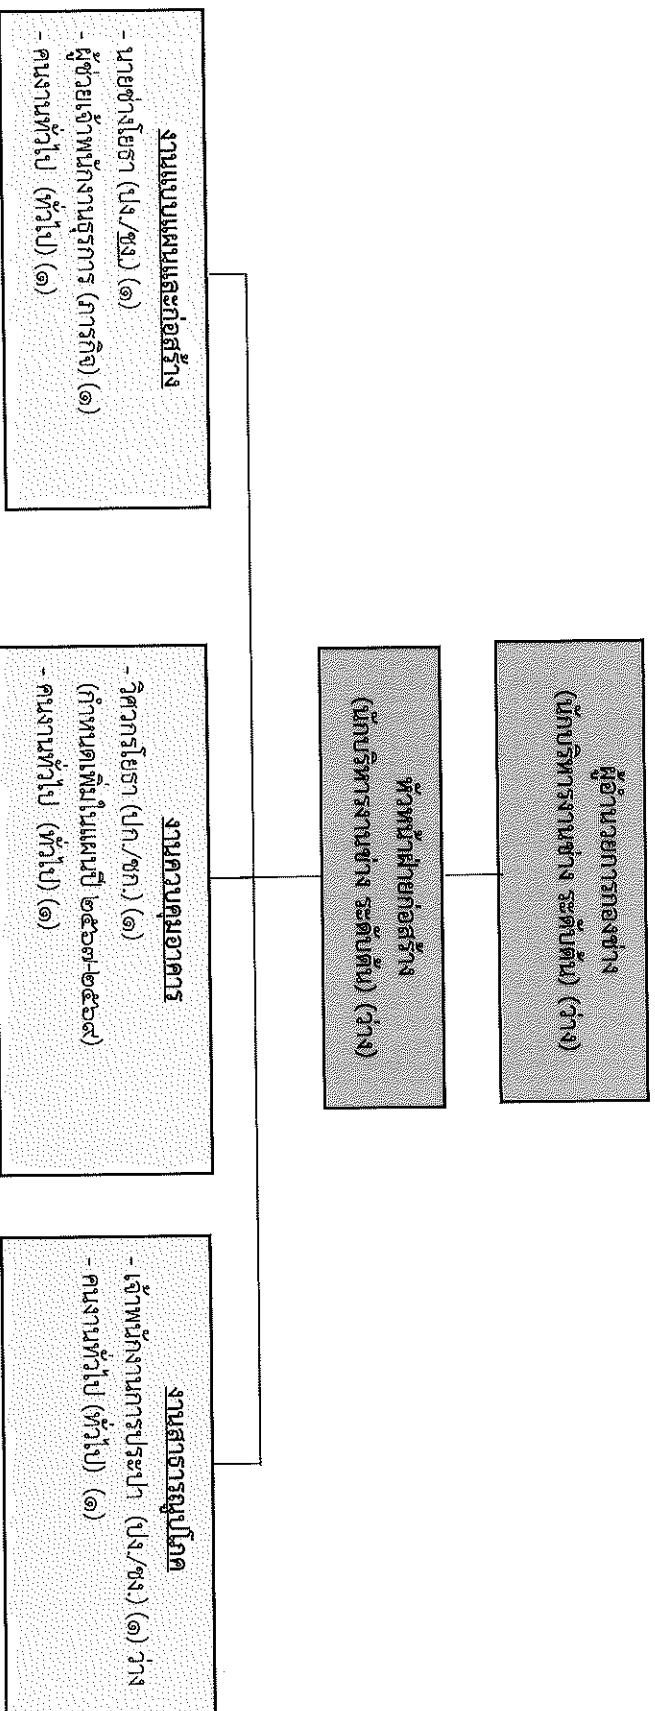 ผู้อำนวยการกองช่าง
(นักบริหารงานช่าง ระดับต้น) (ว่าง)
หัวหน้าฝ่ายก่อสร้าง
(นักบริหารงานช่าง ระดับต้น) (ว่าง)
งานแบบแผนและก่อสร้าง
- นายช่างโยธา (ปง./ชง.) (๑)
- ผู้ช่วยเจ้าพนักงานธุรการ (ภารกิจ) (๑)
- คนงานทั่วไป (ทั่วไป) (๑)
งานควบคุมอาคาร
- วิศวกรโยธา (ปก/ชก.) (๑)
(กำหนดเพิ่มในแผนปี ๒๕๖๗-๒๕๖๙)
- คนงานทั่วไป (ทั่วไป) (๑)
งานสาธารณูปโภค
- เจ้าพนักงานการประปา (ปง./ชง.) (๑) ว่าง
- คนงานทั่วไป (ทั่วไป) (๑)